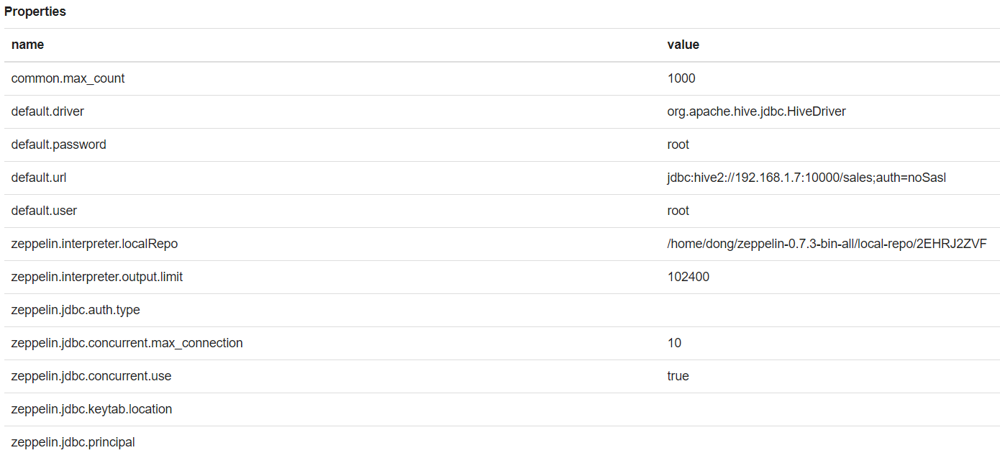 Properties
name value
common.max_count 1000
default.driver org.apache.hive.jdbc.HiveDriver
default.password root
default.url jdbc:hive2://192.168.1.7:10000/sales;auth=noSasl
default.user root
zeppelin.interpreter.localRepo /home/dong/zeppelin-0.7.3-bin-all/local-repo/2EHRJ2ZVF
zeppelin.interpreter.output.limit 102400
zeppelin.jdbc.auth.type
zeppelin.jdbc.concurrent.max_connection 10
zeppelin.jdbc.concurrent.use true
zeppelin.jdbc.keytab.location
zeppelin.jdbc.principal